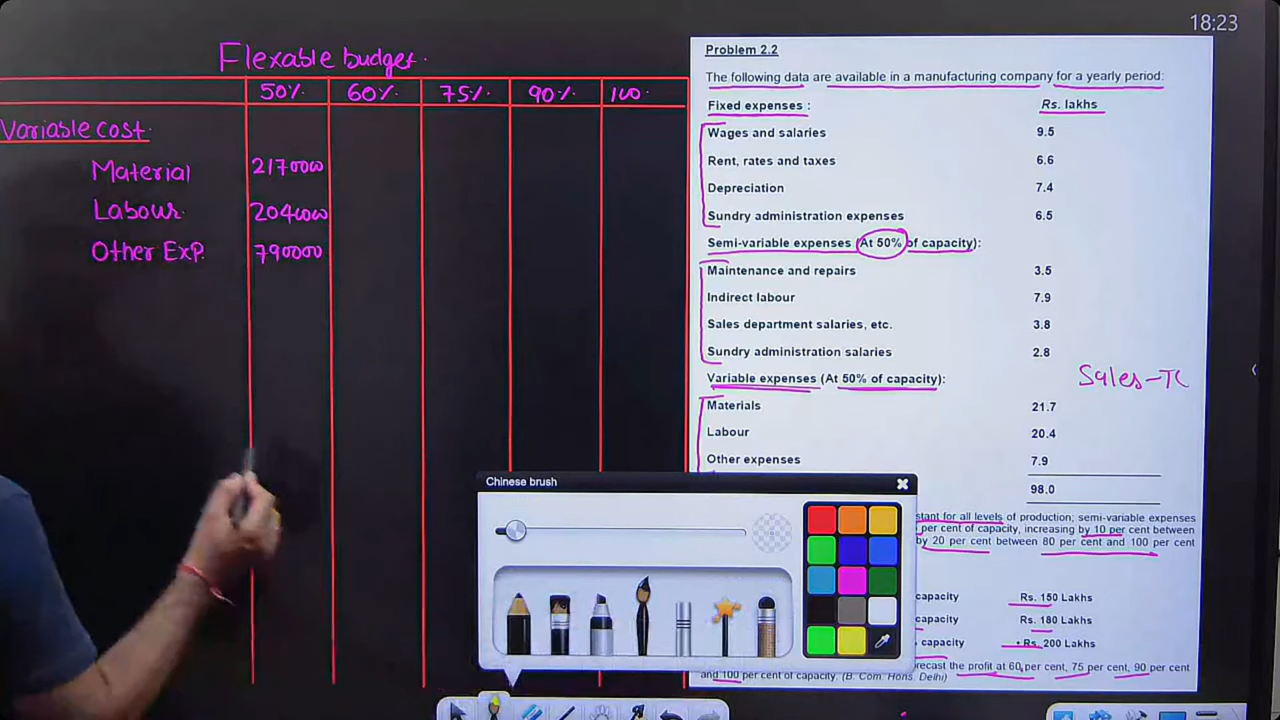 18:23
Flexable budget.
50% 60% 75% 90% 100
Variable cost.
Material 2170000
Labour 2040000
Other Exp. 790000
Problem 2.2
The following data are available in a manufacturing company for a yearly period:
Fixed expenses : Rs. lakhs
Wages and salaries 9.5
Rent, rates and taxes 6.6
Depreciation 7.4
Sundry administration expenses 6.5
Semi-variable expenses (At 50% of capacity):
Maintenance and repairs 3.5
Indirect labour 7.9
Sales department salaries, etc. 3.8
Sundry administration salaries 2.8
Variable expenses (At 50% of capacity):
Sales-TC
Materials 21.7
Labour 20.4
Other expenses 7.9
98.0
stant for all levels of production; semi-variable expenses
per cent of capacity, increasing by 10 per cent between
by 20 per cent between 80 per cent and 100 per cent
capacity Rs. 150 Lakhs
capacity Rs. 180 Lakhs
capacity Rs. 200 Lakhs
recast the profit at 60 per cent, 75 per cent, 90 per cent
and 100 per cent of capacity. (B. Com. Hons. Delhi)
Chinese brush